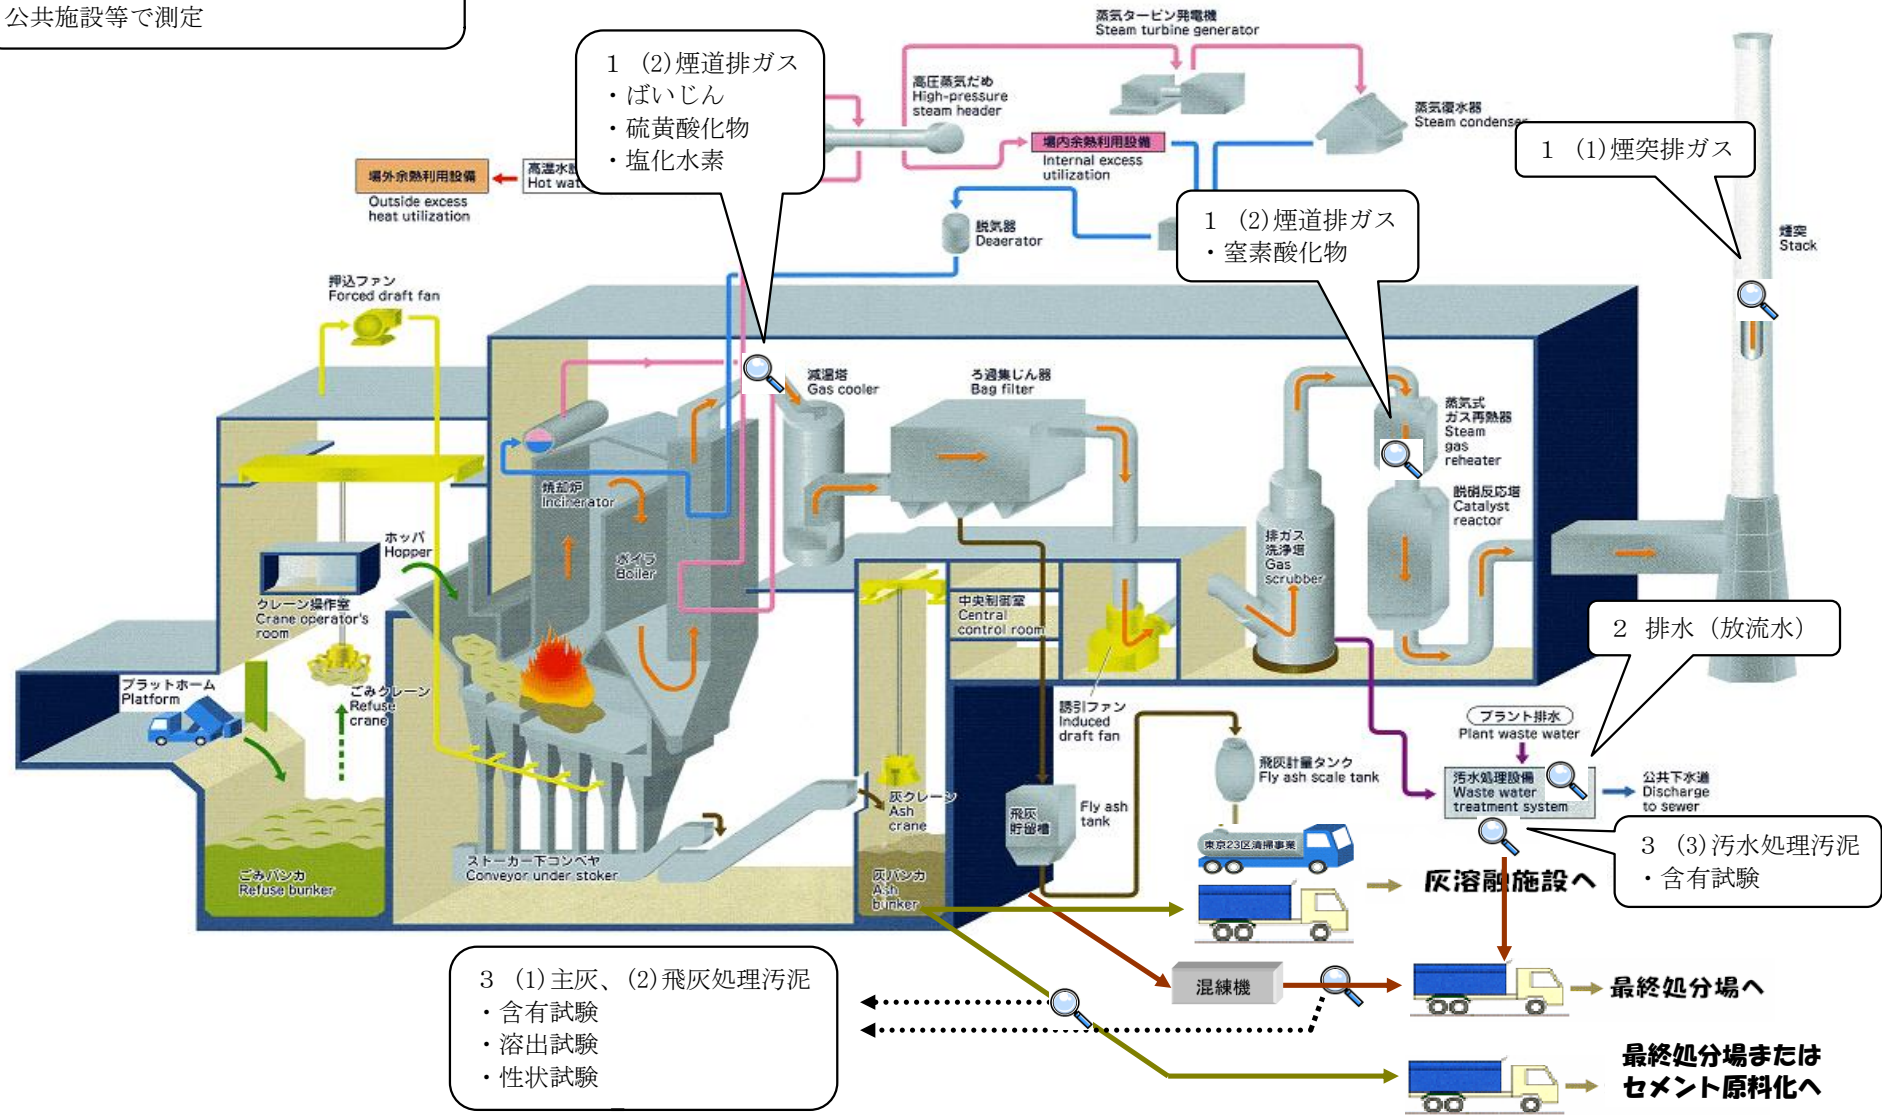 公共施設等で測定
1 (2)煙道排ガス
・ばいじん
・硫黄酸化物
・塩化水素
蒸気タービン発電機
Steam turbine generator
高圧蒸気だめ
High-pressure
steam header
蒸気復水器
Steam condenser
場内余熱利用設備
Internal excess
utilization
1 (1)煙突排ガス
場外余熱利用設備
Outside excess
heat utilization
高温水
Hot wat
脱気器
Deaerator
1 (2)煙道排ガス
・窒素酸化物
煙突
Stack
押込ファン
Forced draft fan
減温塔
Gas cooler
ろ過集じん器
Bag filter
蒸気式
ガス再熱器
Steam
gas
reheater
焼却炉
Incinerator
脱硝反応塔
Catalyst
reactor
ホッパ
Hopper
ボイラ
Boiler
排ガス
洗浄塔
Gas
scrubber
クレーン操作室
Crane operator's
room
中央制御室
Central
control room
2 排水（放流水）
プラットホーム
Platform
ごみクレーン
Refuse
crane
誘引ファン
Induced
draft fan
プラント排水
Plant waste water
飛灰計量タンク
Fly ash scale tank
汚水処理設備
Waste water
treatment system
公共下水道
Discharge
to sewer
灰クレーン
Ash
crane
飛灰
貯留槽
Fly ash
tank
東京23区清掃事業
3 (3)汚水処理汚泥
・含有試験
ストーカー下コンベヤ
Conveyor under stoker
ごみバンカ
Refuse bunker
灰バンカ
Ash
bunker
灰溶融施設へ
3 (1)主灰、(2)飛灰処理汚泥
・含有試験
・溶出試験
・性状試験
混練機
最終処分場へ
最終処分場または
セメント原料化へ